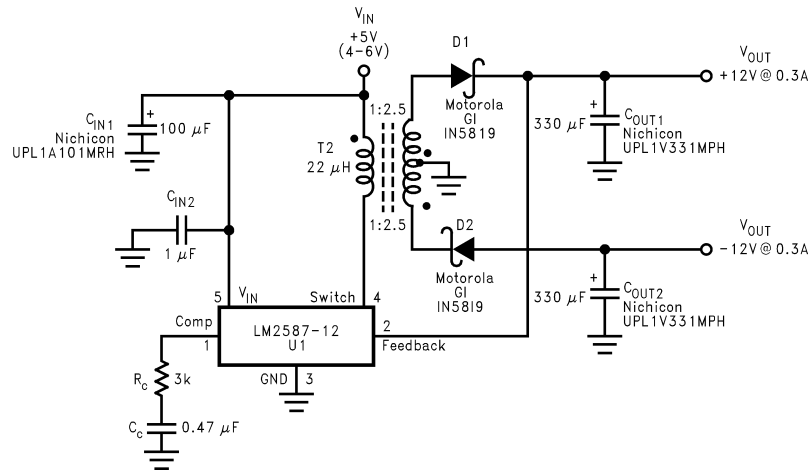 V_IN
+5V
(4-6V)
D1
V_OUT
+12V@ 0.3A
1:2.5
Motorola
GI
IN5819
C_IN1
Nichicon
UPL1A101MRH
+
100 μF
T2
22 μH
330 μF
+
C_OUT1
Nichicon
UPL1V331MPH
C_IN2
1 μF
1:2.5
D2
Motorola
GI
IN58I9
V_OUT
-12V@ 0.3A
330 μF
+
C_OUT2
Nichicon
UPL1V331MPH
5
V_IN
Switch
4
Comp
1
LM2587-12
U1
2
Feedback
GND
3
R_c
3k
C_c
0.47 μF